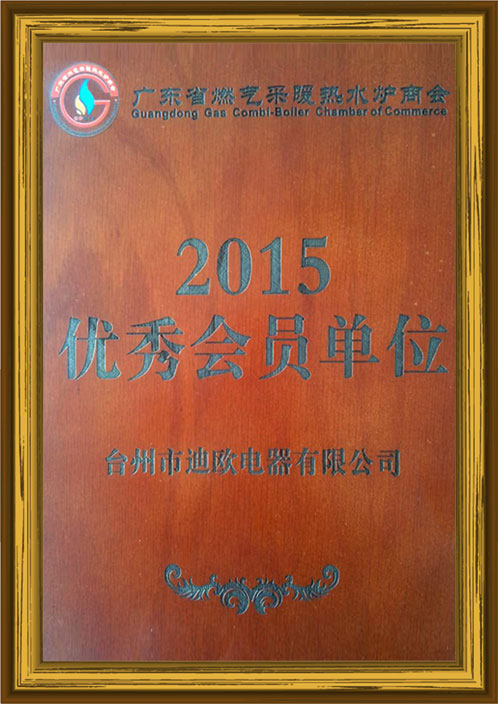 广东省燃气采暖热水炉商会
Guangdong Gas Combi-Boiler Chamber of Commerce
2015
优秀会员单位
台州市迪欧电器有限公司